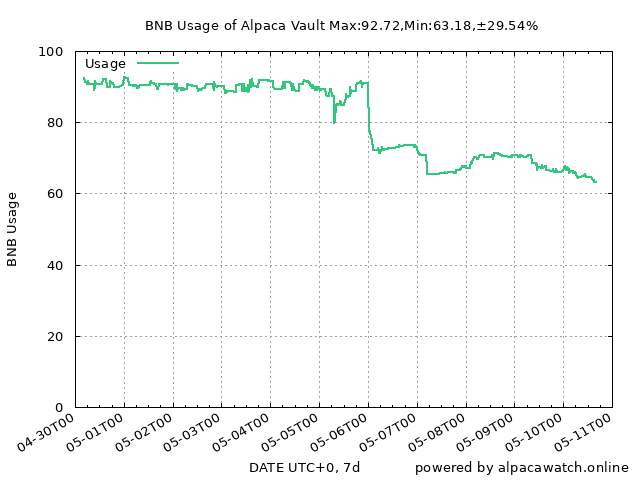 BNB Usage of Alpaca Vault Max:92.72,Min:63.18,±29.54%
Usage
BNB Usage
100
80
60
40
20
0
04-30T00
05-01T00
05-02T00
05-03T00
05-04T00
05-05T00
05-06T00
05-07T00
05-08T00
05-09T00
05-10T00
05-11T00
DATE UTC+0, 7d
powered by alpacawatch.online